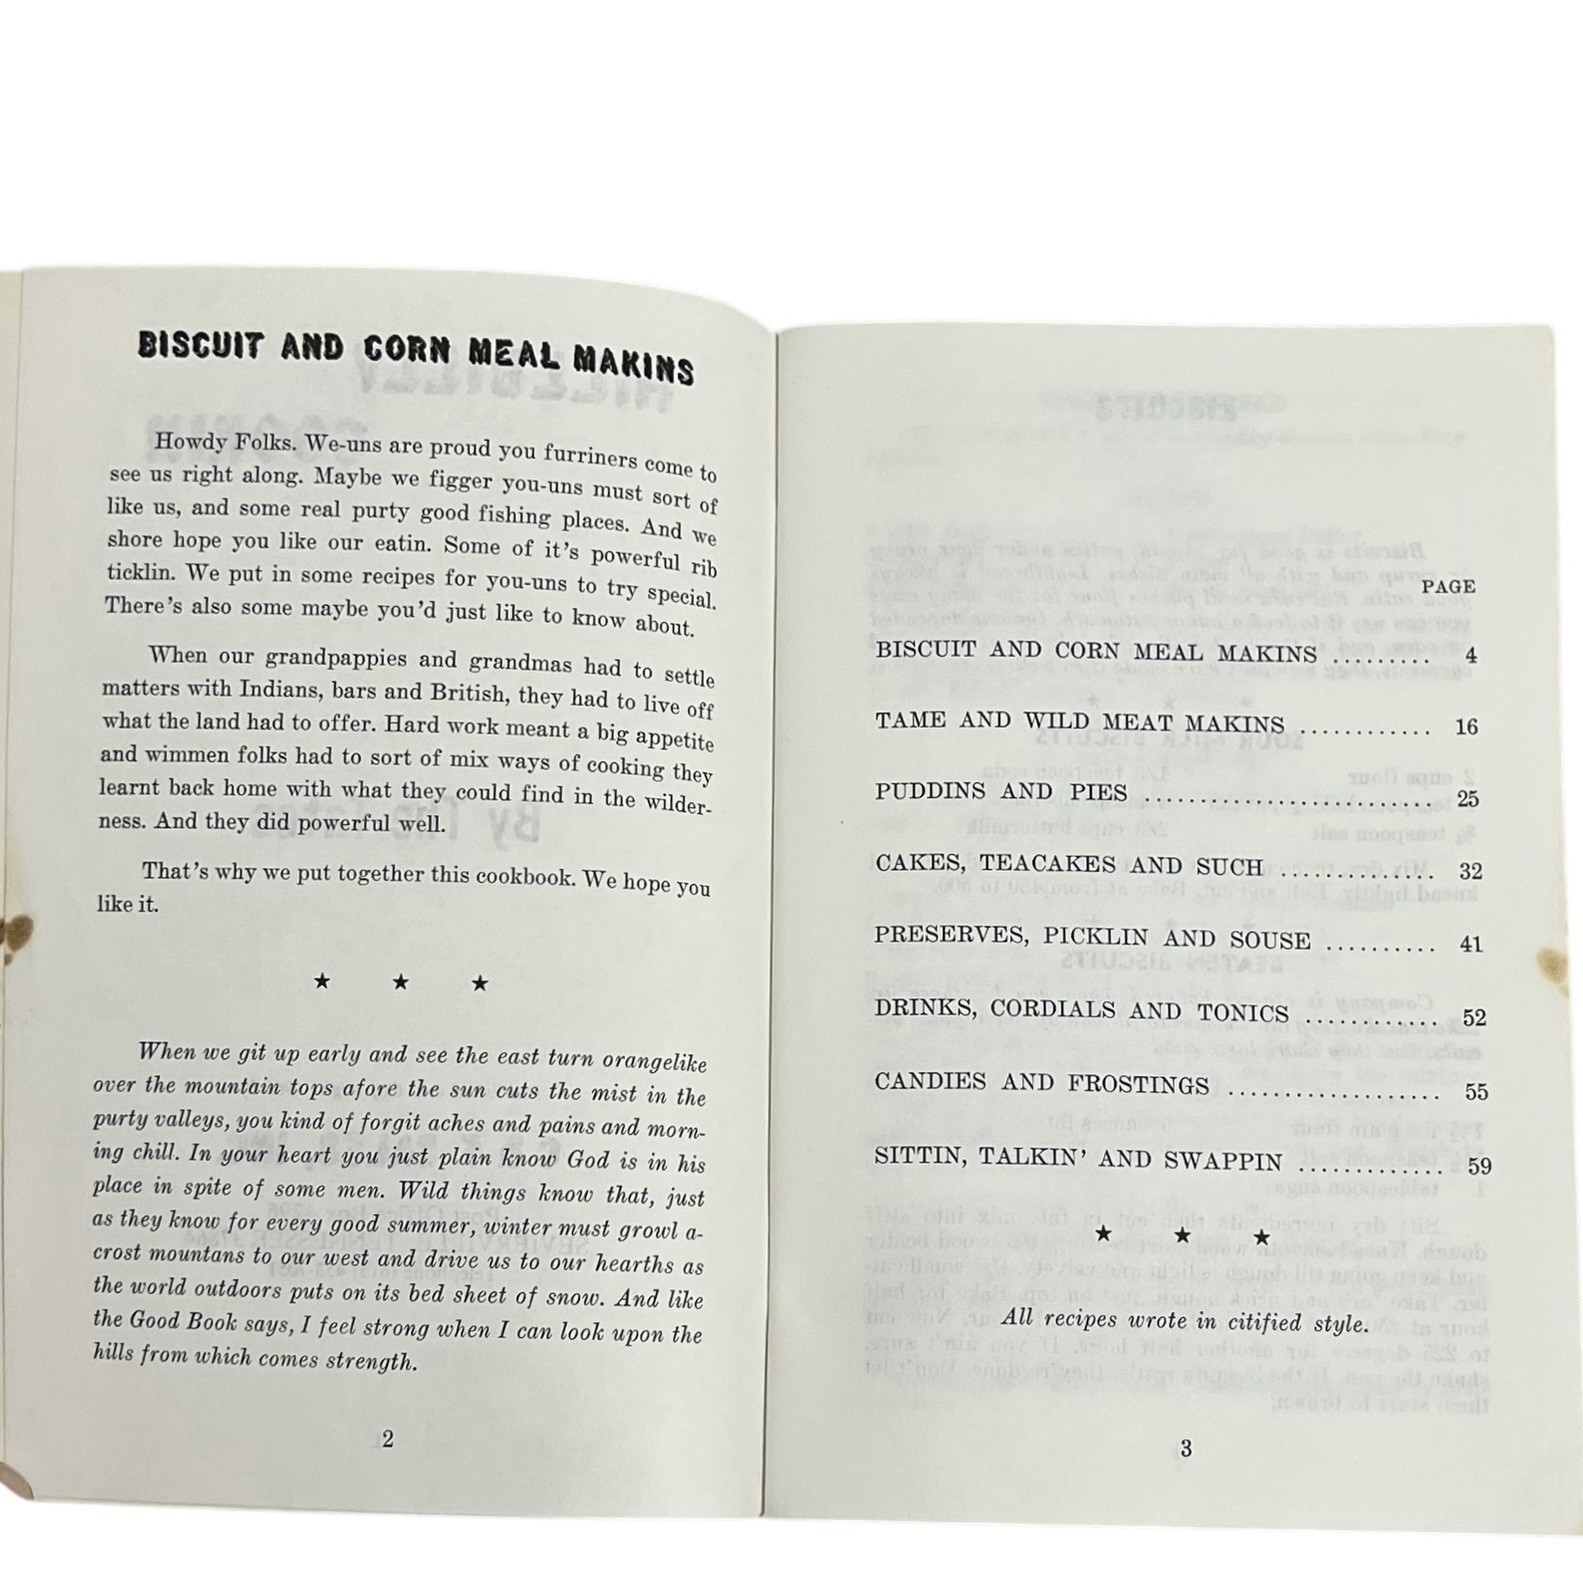 BISCUIT AND CORN MEAL MAKINS
Howdy Folks. We-uns are proud you furriners come to
see us right along. Maybe we figger you-uns must sort of
like us, and some real purty good fishing places. And we
shore hope you like our eatin. Some of it's powerful rib
ticklin. We put in some recipes for you-uns to try special.
There's also some maybe you'd just like to know about.
When our grandpappies and grandmas had to settle
matters with Indians, bars and British, they had to live off
what the land had to offer. Hard work meant a big appetite
and wimmen folks had to sort of mix ways of cooking they
learnt back home with what they could find in the wilder-
ness. And they did powerful well.
That's why we put together this cookbook. We hope you
like it.
★ ★ ★
When we git up early and see the east turn orangelike
over the mountain tops afore the sun cuts the mist in the
purty valleys, you kind of forgit aches and pains and morn-
ing chill. In your heart you just plain know God is in his
place in spite of some men. Wild things know that, just
as they know for every good summer, winter must growl a-
crost mountans to our west and drive us to our hearths as
the world outdoors puts on its bed sheet of snow. And like
the Good Book says, I feel strong when I can look upon the
hills from which comes strength.
2
PAGE
BISCUIT AND CORN MEAL MAKINS ......... 4
TAME AND WILD MEAT MAKINS ............ 16
PUDDINS AND PIES .......................... 25
CAKES, TEACAKES AND SUCH .............. 32
PRESERVES, PICKLIN AND SOUSE .......... 41
DRINKS, CORDIALS AND TONICS ............ 52
CANDIES AND FROSTINGS ................... 55
SITTIN, TALKIN' AND SWAPPIN ............. 59
★ ★ ★
All recipes wrote in citified style.
3